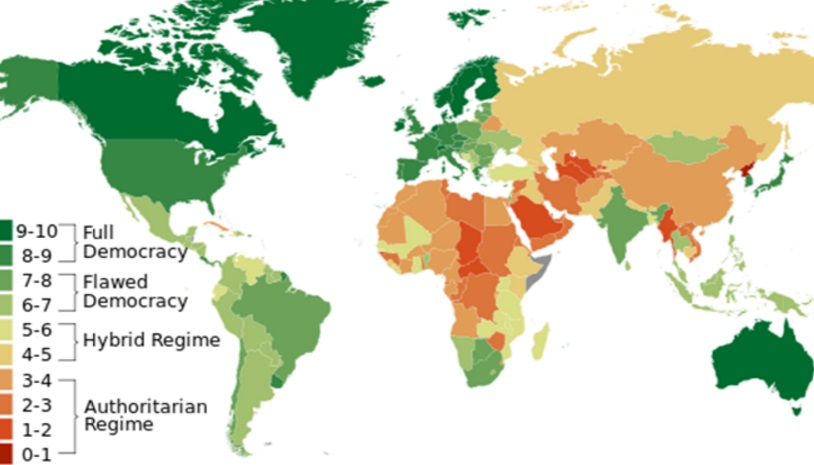 9-10
Full
8-9
Democracy
7-8
Flawed
6-7
Democracy
5-6
Hybrid Regime
4-5
3-4
2-3
Authoritarian
1-2
Regime
0-1